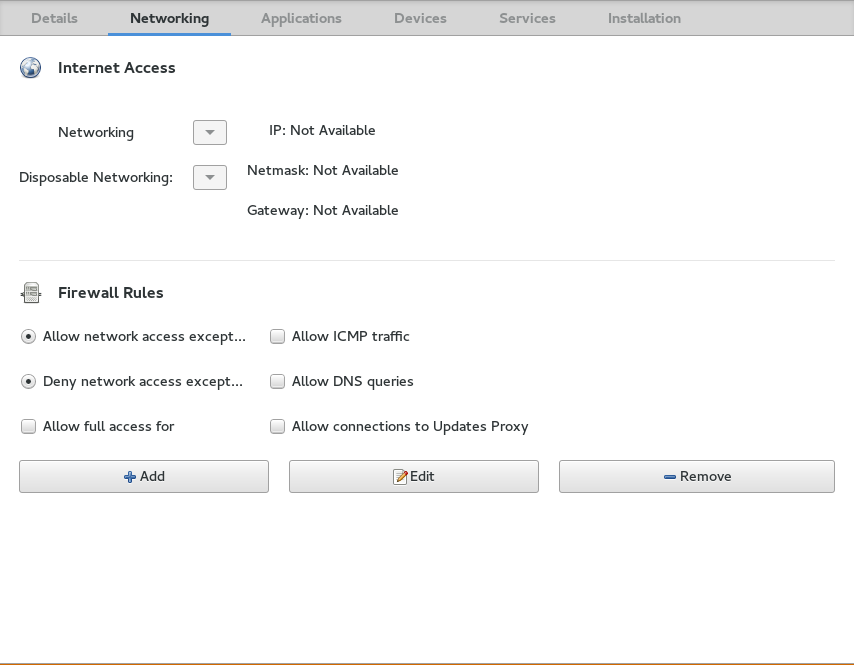 Details Networking Applications Devices Services Installation
Internet Access
Networking IP: Not Available
Disposable Networking: Netmask: Not Available
Gateway: Not Available
Firewall Rules
Allow network access except... Allow ICMP traffic
Deny network access except... Allow DNS queries
Allow full access for Allow connections to Updates Proxy
Add Edit Remove